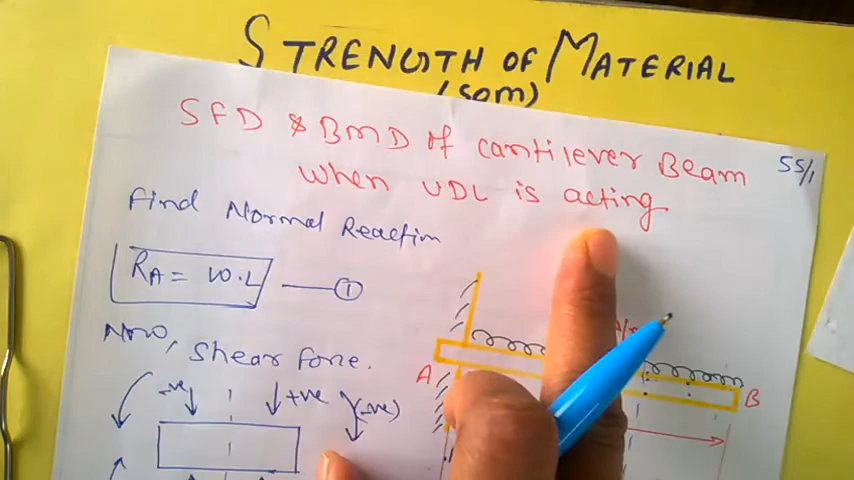 STRENGTH OF MATERIAL
(SOM)
SFD & BMD of cantilever Beam
55/1
when UDL is acting
Find Normal Reaction
RA = w.L
①
Now, Shear force.
A
B
-ve
+ve
(-ve)